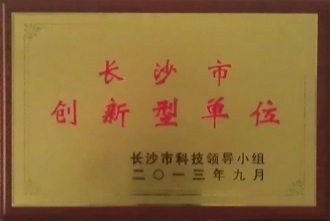 长沙市
创新型单位
长沙市科技领导小组
二〇一三年九月